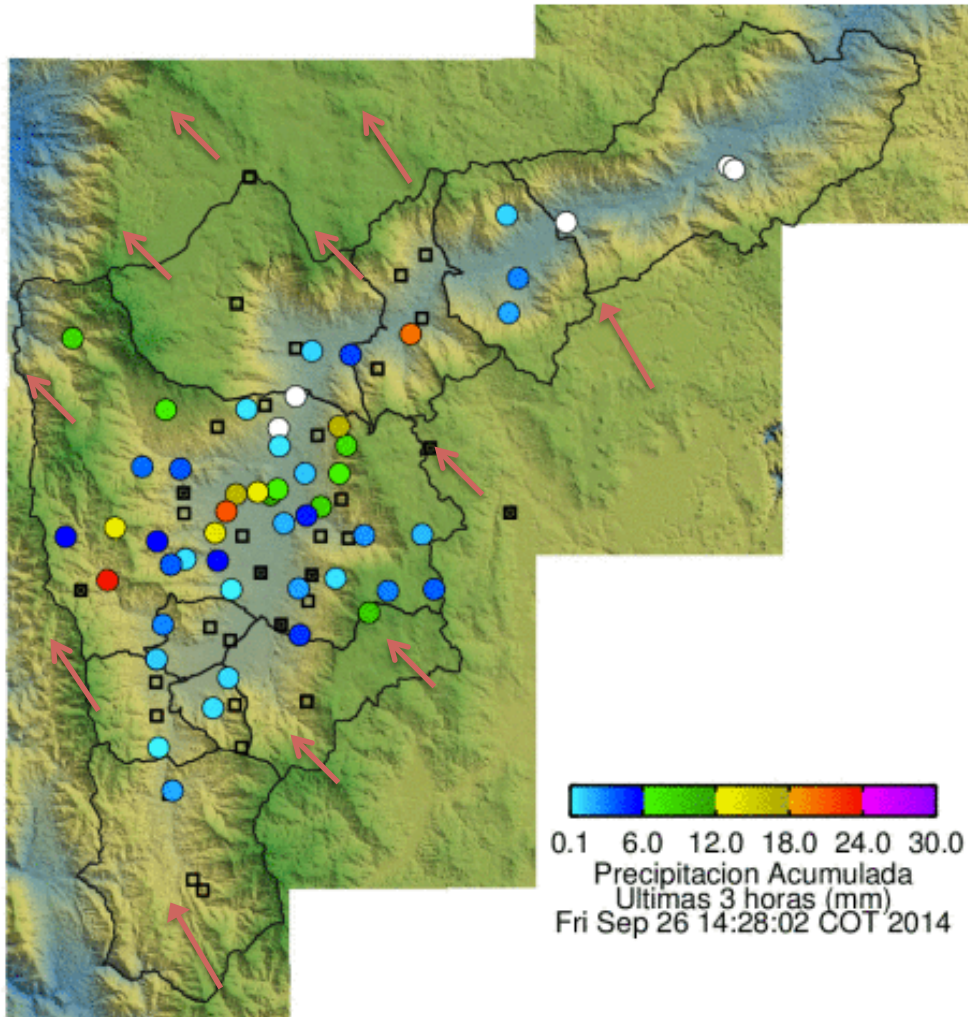 0.1 6.0 12.0 18.0 24.0 30.0
Precipitacion Acumulada
Ultimas 3 horas (mm)
Fri Sep 26 14:28:02 COT 2014